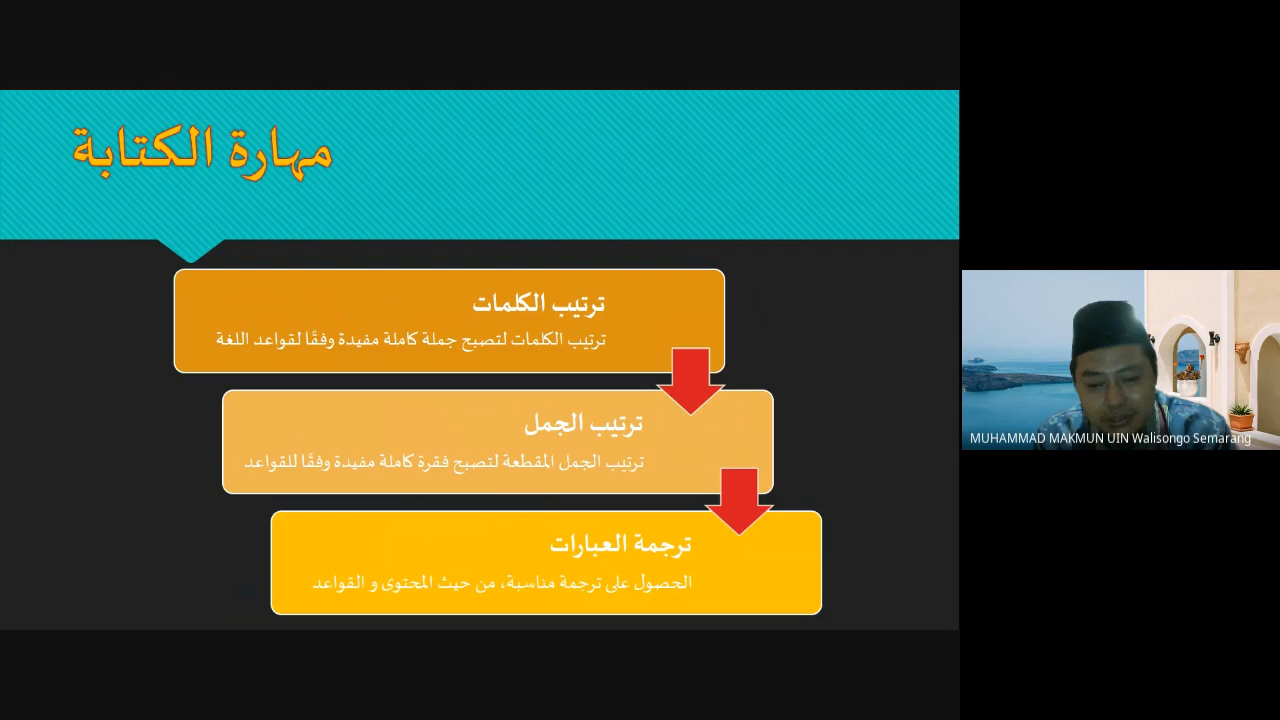 مهارة الكتابة
ترتيب الكلمات
ترتيب الكلمات لتصبح جملة كاملة مفيدة وفقًا لقواعد اللغة
ترتيب الجمل
ترتيب الجمل المقطعة لتصبح فقرة كاملة مفيدة وفقًا للقواعد
ترجمة العبارات
الحصول على ترجمة مناسبة، من حيث المحتوى و القواعد
MUHAMMAD MAKMUN UIN Walisongo Semarang